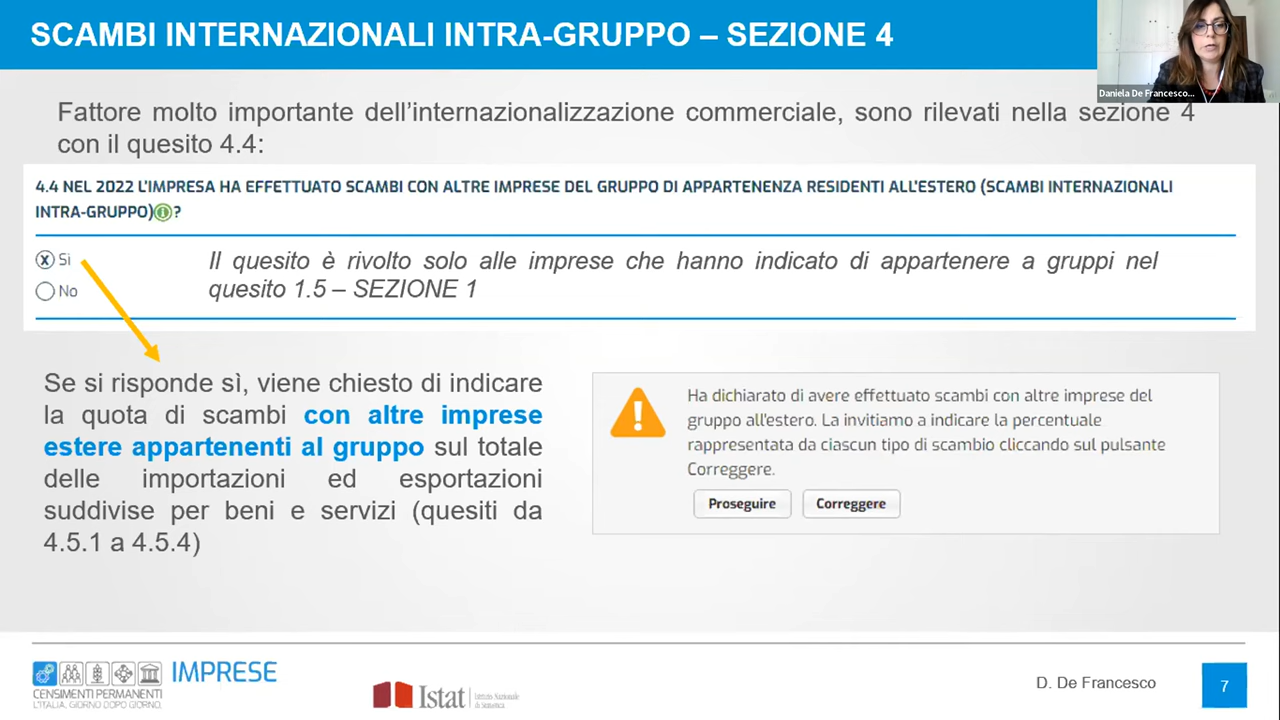 SCAMBI INTERNAZIONALI INTRA-GRUPPO – SEZIONE 4
Daniela De Francesco...
Fattore molto importante dell'internazionalizzazione commerciale, sono rilevati nella sezione 4
con il quesito 4.4:
4.4 NEL 2022 L'IMPRESA HA EFFETTUATO SCAMBI CON ALTRE IMPRESE DEL GRUPPO DI APPARTENENZA RESIDENTI ALL'ESTERO (SCAMBI INTERNAZIONALI
INTRA-GRUPPO) i ?
X Si
No
Il quesito è rivolto solo alle imprese che hanno indicato di appartenere a gruppi nel
quesito 1.5 – SEZIONE 1
Se si risponde sì, viene chiesto di indicare
la quota di scambi con altre imprese
estere appartenenti al gruppo sul totale
delle importazioni ed esportazioni
suddivise per beni e servizi (quesiti da
4.5.1 a 4.5.4)
Ha dichiarato di avere effettuato scambi con altre imprese del
gruppo all'estero. La invitiamo a indicare la percentuale
rappresentata da ciascun tipo di scambio cliccando sul pulsante
Correggere.
Proseguire
Correggere
IMPRESE
CENSIMENTI PERMANENTI
L'ITALIA, GIORNO DOPO GIORNO.
Istat
Istituto Nazionale
di Statistica
D. De Francesco
7